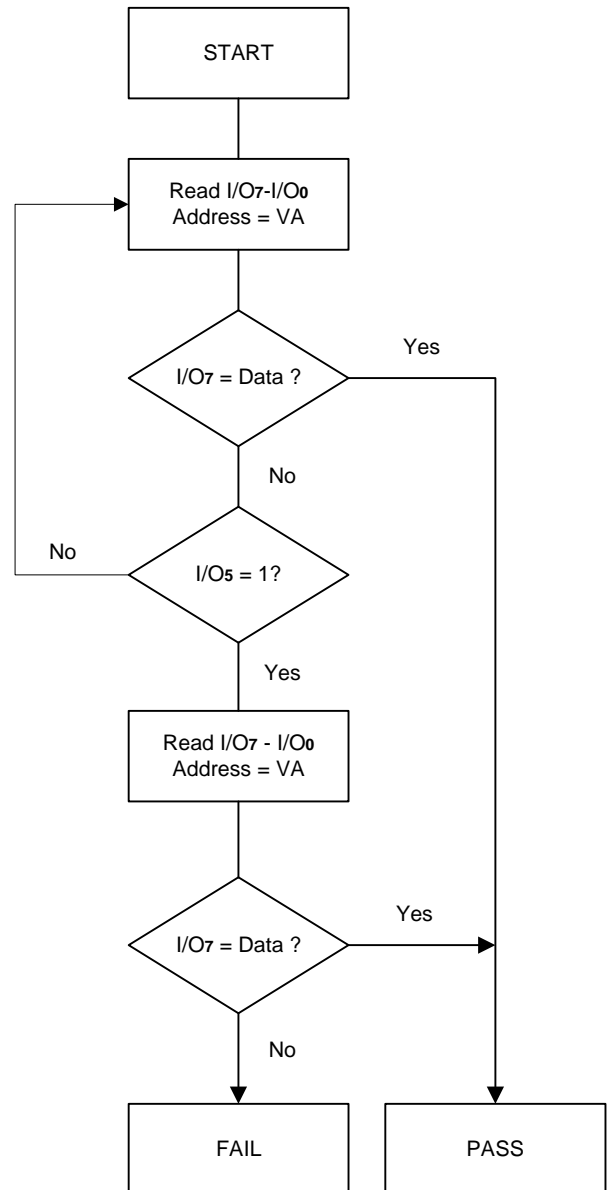 START
Read I/O7-I/O0
Address = VA
I/O7 = Data ?
Yes
No
No
I/O5 = 1?
Yes
Read I/O7 - I/O0
Address = VA
I/O7 = Data ?
Yes
No
FAIL
PASS